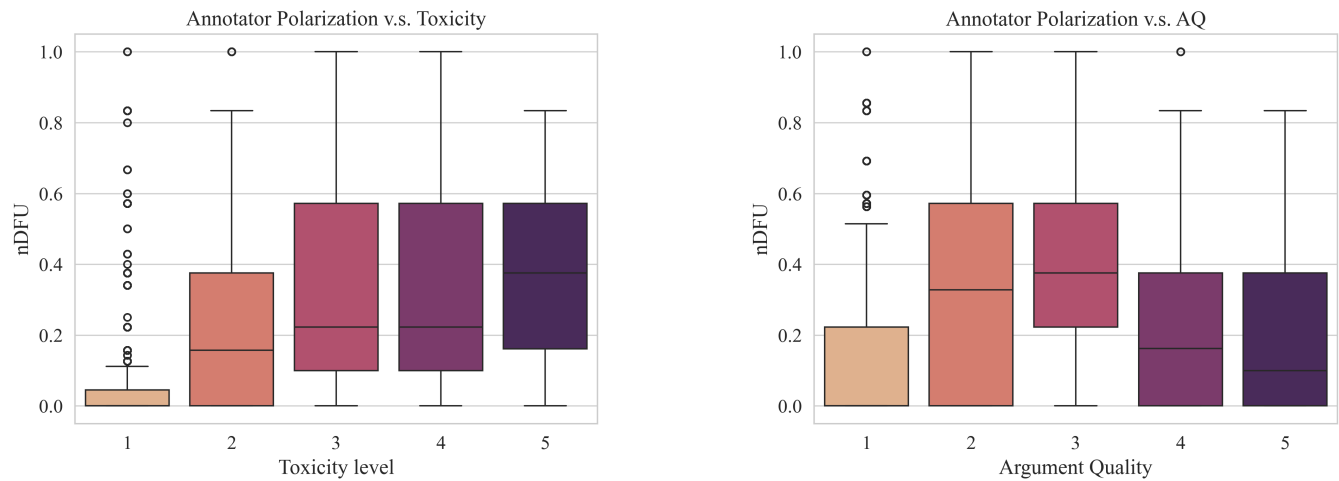 Annotator Polarization v.s. Toxicity
1.0
0.8
0.6
0.4
0.2
0.0
nDFU
1 2 3 4 5
Toxicity level
Annotator Polarization v.s. AQ
1.0
0.8
0.6
0.4
0.2
0.0
nDFU
1 2 3 4 5
Argument Quality